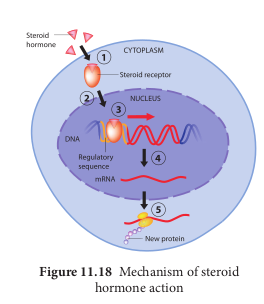 Steroid
hormone
1
CYTOPLASM
Steroid receptor
2
NUCLEUS
3
DNA
Regulatory
sequence
4
mRNA
5
New protein
Figure 11.18 Mechanism of steroid
hormone action